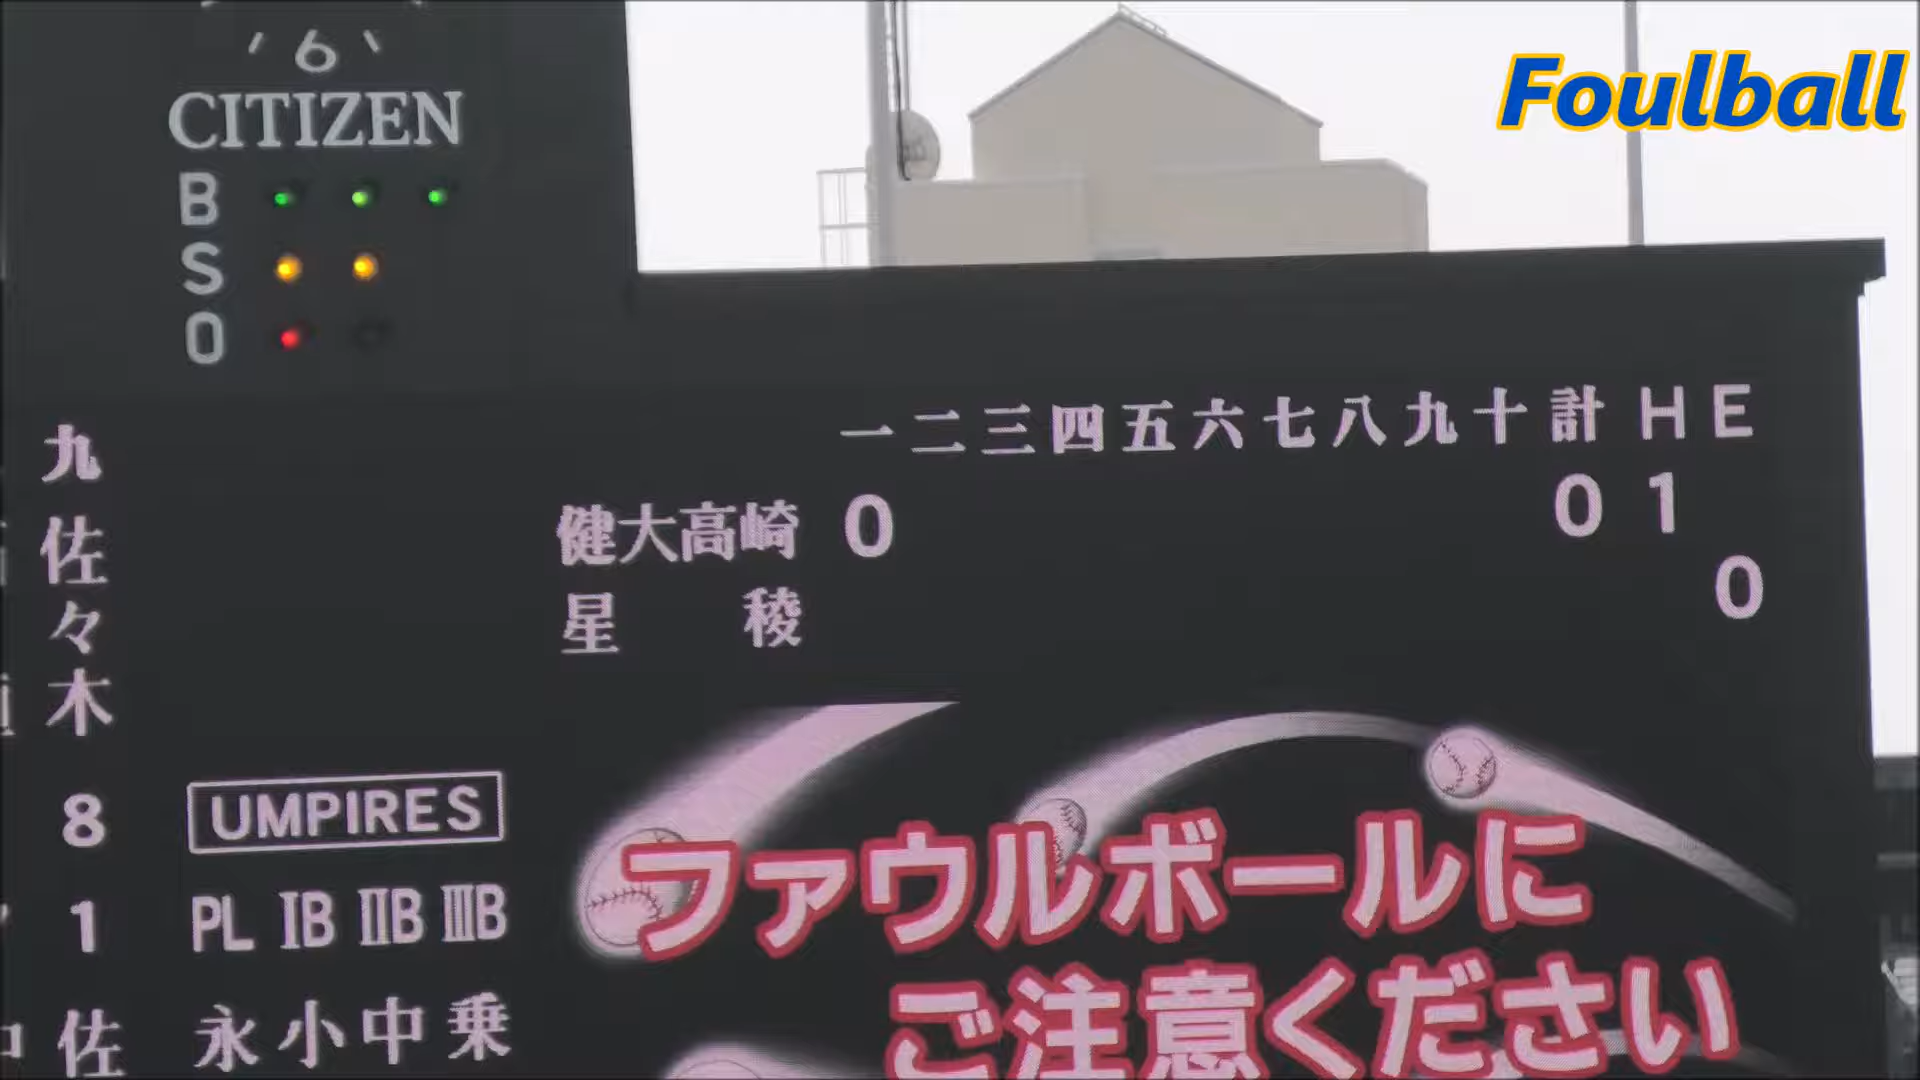 Foulball
6
CITIZEN
B
S
O
一 二 三 四 五 六 七 八 九 十 計 H E
健大高崎 0 0 1
星 稜 0
九
佐々木
8
1
佐
UMPIRES
PL IB IIB IIIB
永 小 中 乗
ファウルボールに
ご注意ください